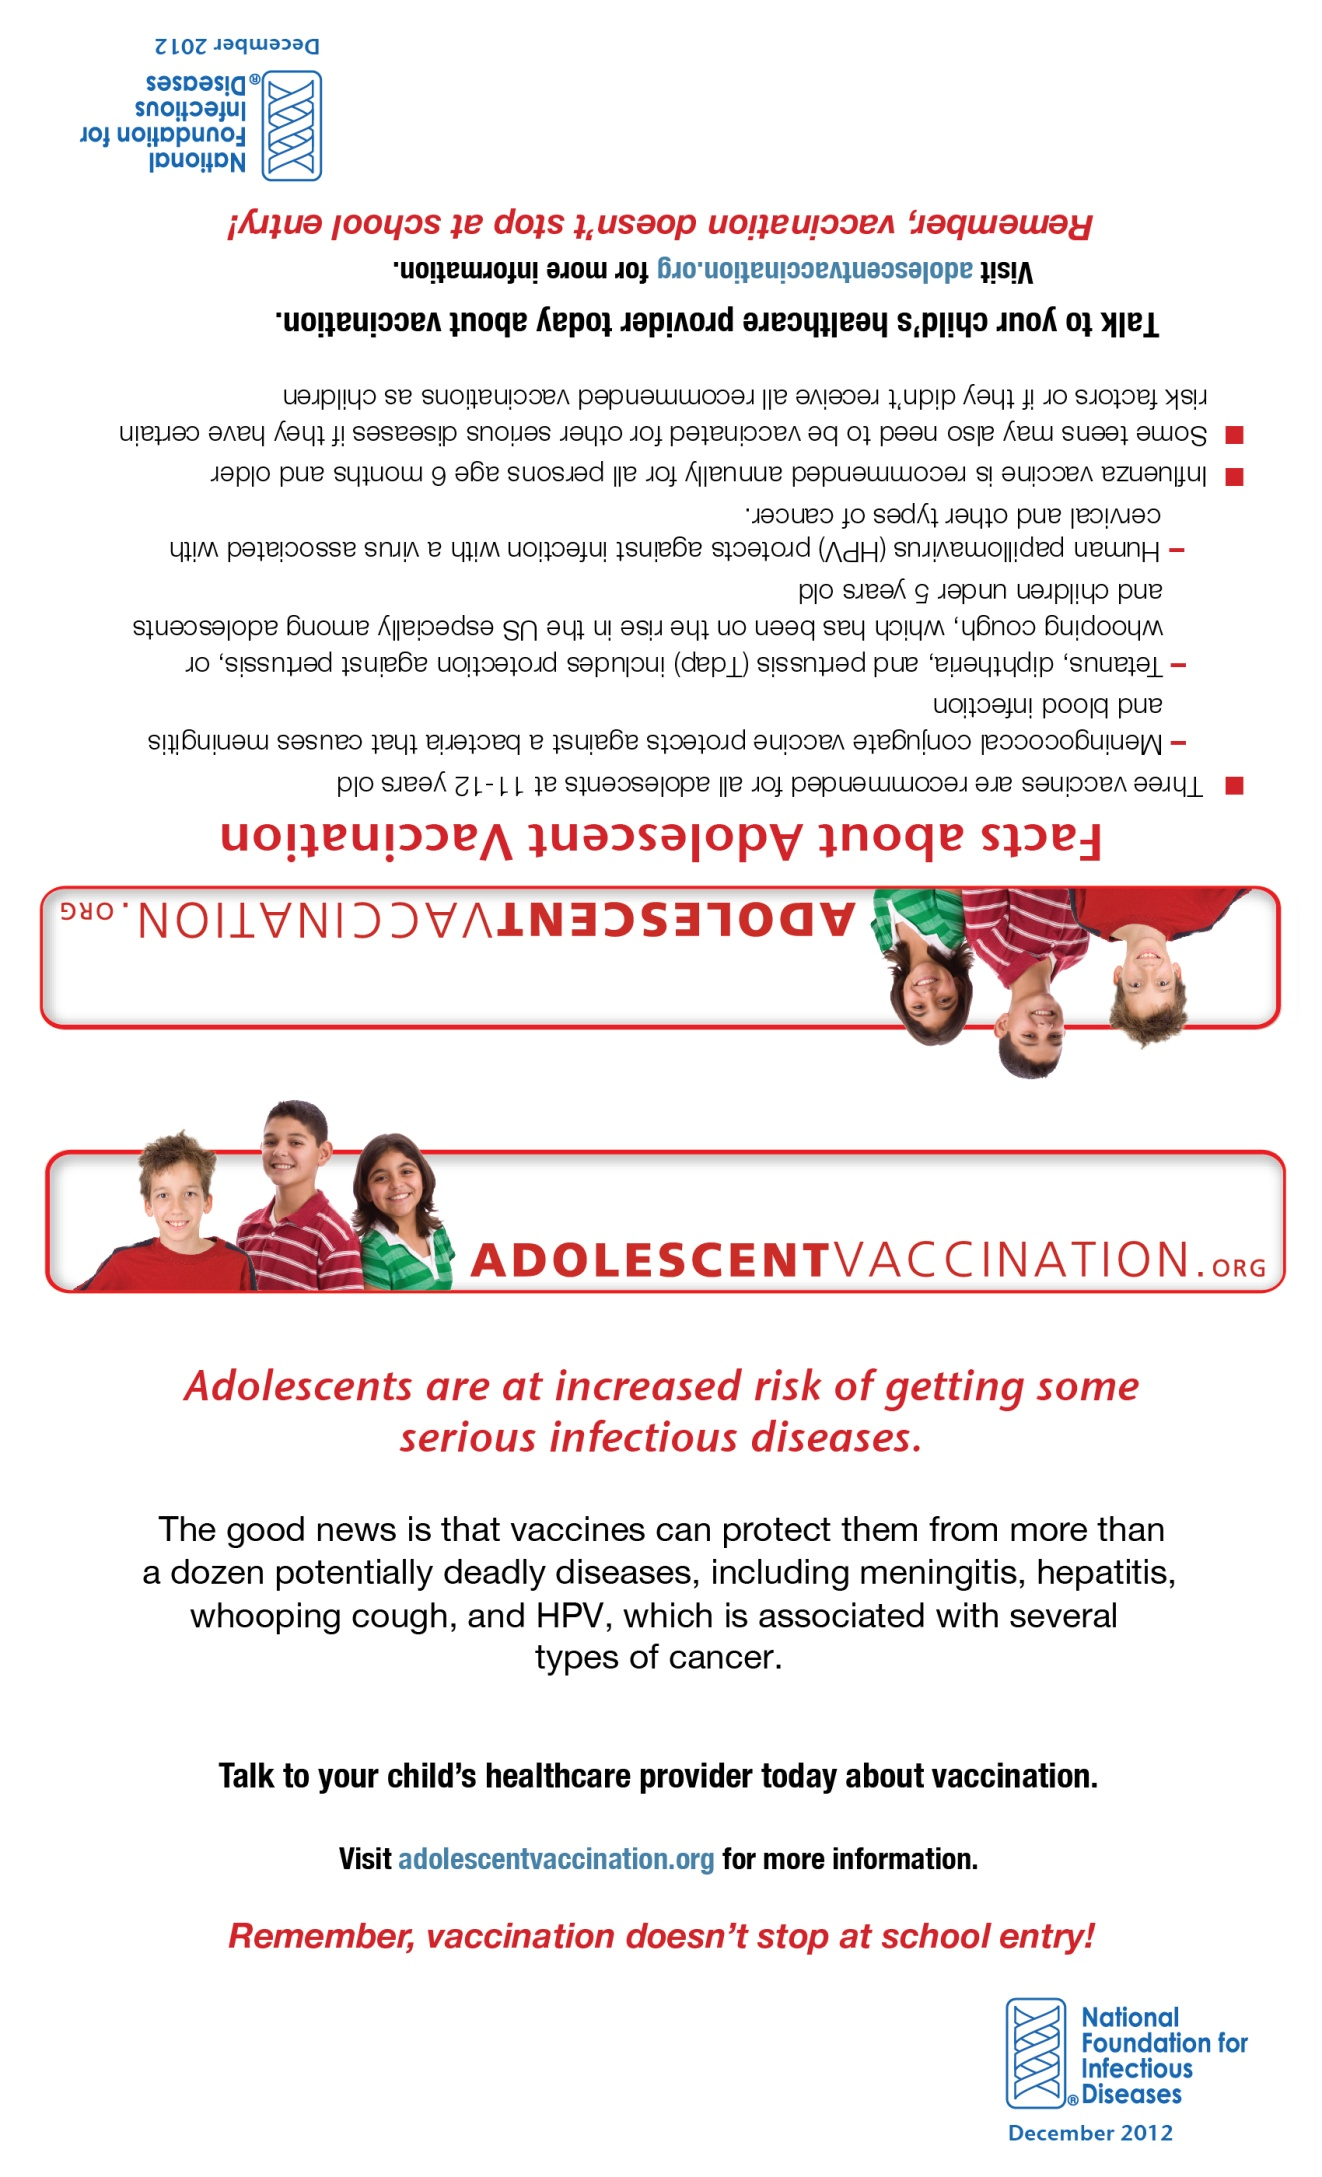 ADOLESCENTVACCINATION.ORG
Facts about Adolescent Vaccination
■ Three vaccines are recommended for all adolescents at 11-12 years old
– Meningococcal conjugate vaccine protects against a bacteria that causes meningitis
and blood infection
– Tetanus, diphtheria, and pertussis (Tdap) includes protection against pertussis, or
whooping cough, which has been on the rise in the US especially among adolescents
and children under 5 years old
– Human papillomavirus (HPV) protects against infection with a virus associated with
cervical and other types of cancer.
■ Influenza vaccine is recommended annually for all persons age 6 months and older
■ Some teens may also need to be vaccinated for other serious diseases if they have certain
risk factors or if they didn't receive all recommended vaccinations as children
Talk to your child's healthcare provider today about vaccination.
Visit adolescentvaccination.org for more information.
Remember, vaccination doesn't stop at school entry!
National
Foundation for
Infectious
®Diseases
December 2012
ADOLESCENTVACCINATION.ORG
Adolescents are at increased risk of getting some
serious infectious diseases.
The good news is that vaccines can protect them from more than
a dozen potentially deadly diseases, including meningitis, hepatitis,
whooping cough, and HPV, which is associated with several
types of cancer.
Talk to your child's healthcare provider today about vaccination.
Visit adolescentvaccination.org for more information.
Remember, vaccination doesn't stop at school entry!
National
Foundation for
Infectious
®Diseases
December 2012